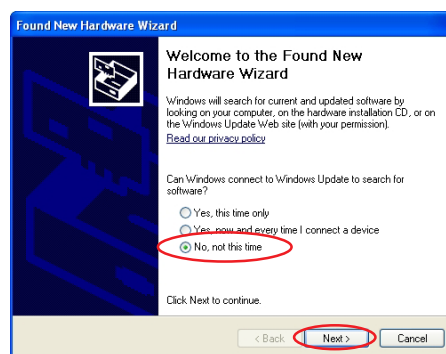 Found New Hardware Wizard
Welcome to the Found New
Hardware Wizard
Windows will search for current and updated software by
looking on your computer, on the hardware installation CD, or on
the Windows Update Web site (with your permission).
Read our privacy policy
Can Windows connect to Windows Update to search for
software?
Yes, this time only
Yes, now and every time I connect a device
No, not this time
Click Next to continue.
< Back
Next >
Cancel